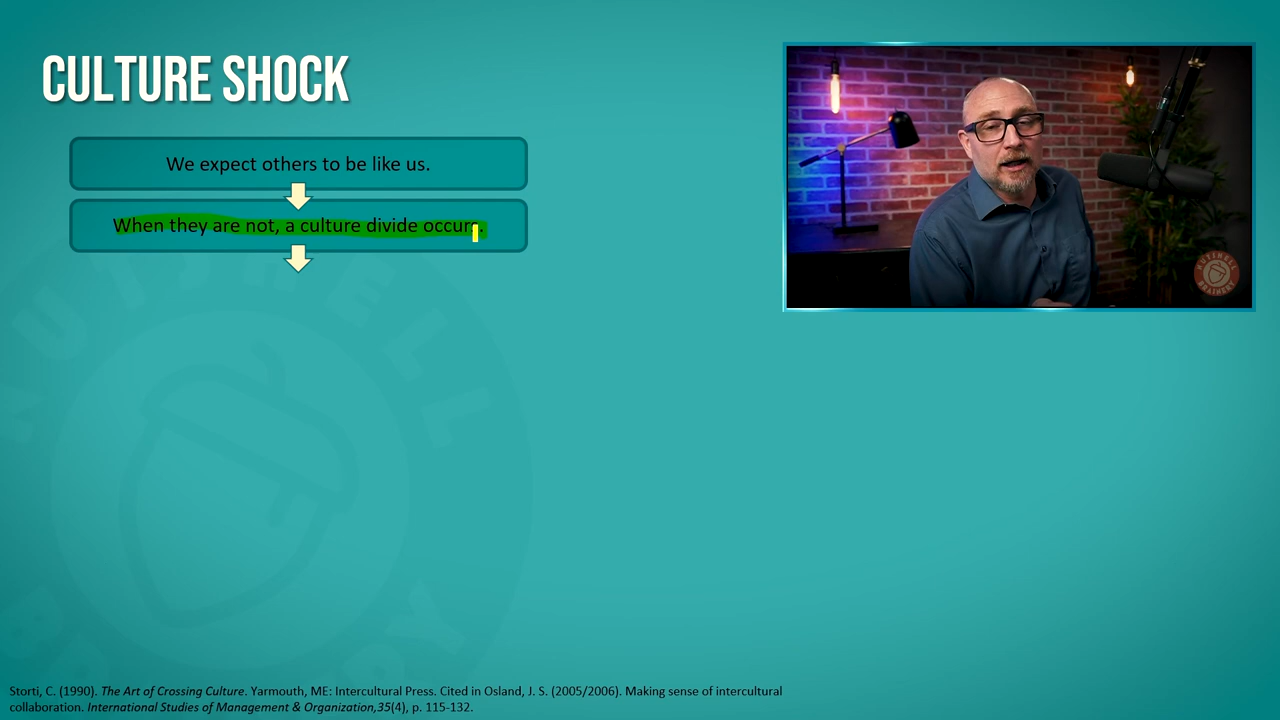 CULTURE SHOCK
We expect others to be like us.
When they are not, a culture divide occurs.
NUTSHELL
BRAINERY
Storti, C. (1990). The Art of Crossing Culture. Yarmouth, ME: Intercultural Press. Cited in Osland, J. S. (2005/2006). Making sense of intercultural
collaboration. International Studies of Management & Organization,35(4), p. 115-132.